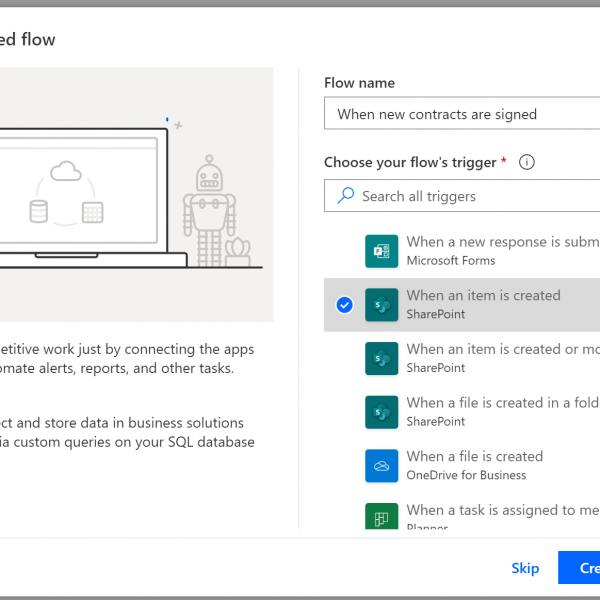 ed flow
etitive work just by connecting the apps
mate alerts, reports, and other tasks.
ct and store data in business solutions
ia custom queries on your SQL database
Flow name
When new contracts are signed
Choose your flow's trigger *
Search all triggers
When a new response is subm
Microsoft Forms
When an item is created
SharePoint
When an item is created or mo
SharePoint
When a file is created in a fold
SharePoint
When a file is created
OneDrive for Business
When a task is assigned to me
Planner
Skip
Cre